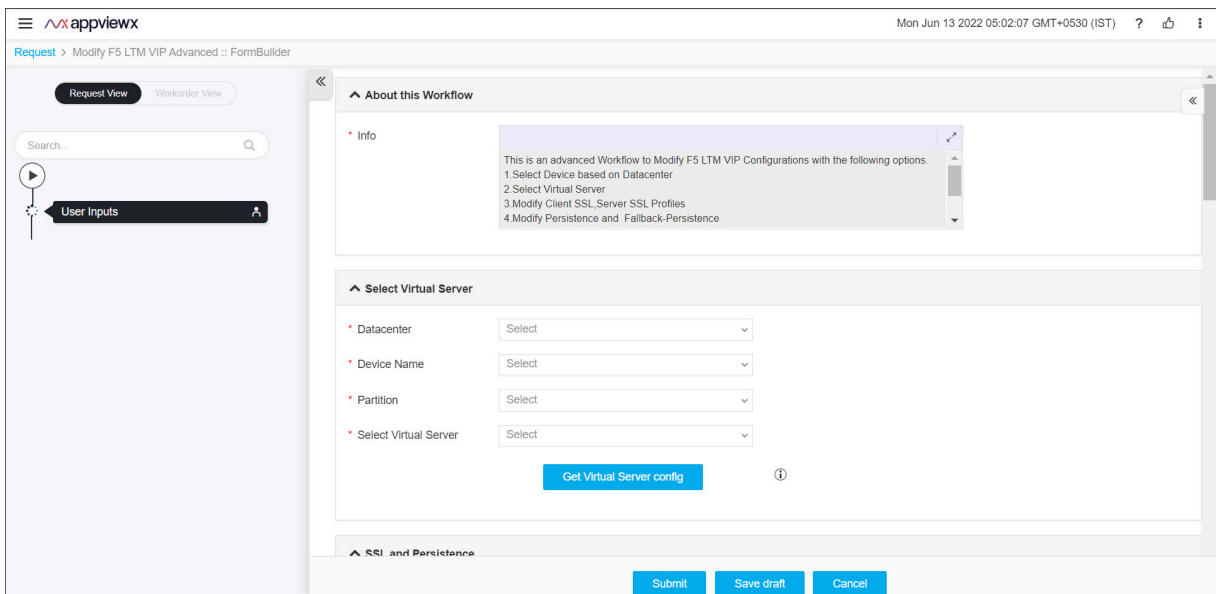 appviewx
Mon Jun 13 2022 05:02:07 GMT+0530 (IST) ?
Request > Modify F5 LTM VIP Advanced :: FormBuilder
Request View Workorder View
Search...
User Inputs
About this Workflow
* Info
This is an advanced Workflow to Modify F5 LTM VIP Configurations with the following options.
1.Select Device based on Datacenter
2.Select Virtual Server
3.Modify Client SSL,Server SSL Profiles
4.Modify Persistence and Fallback-Persistence
Select Virtual Server
* Datacenter Select
* Device Name Select
* Partition Select
* Select Virtual Server Select
Get Virtual Server config
SSL and Persistence
Submit Save draft Cancel